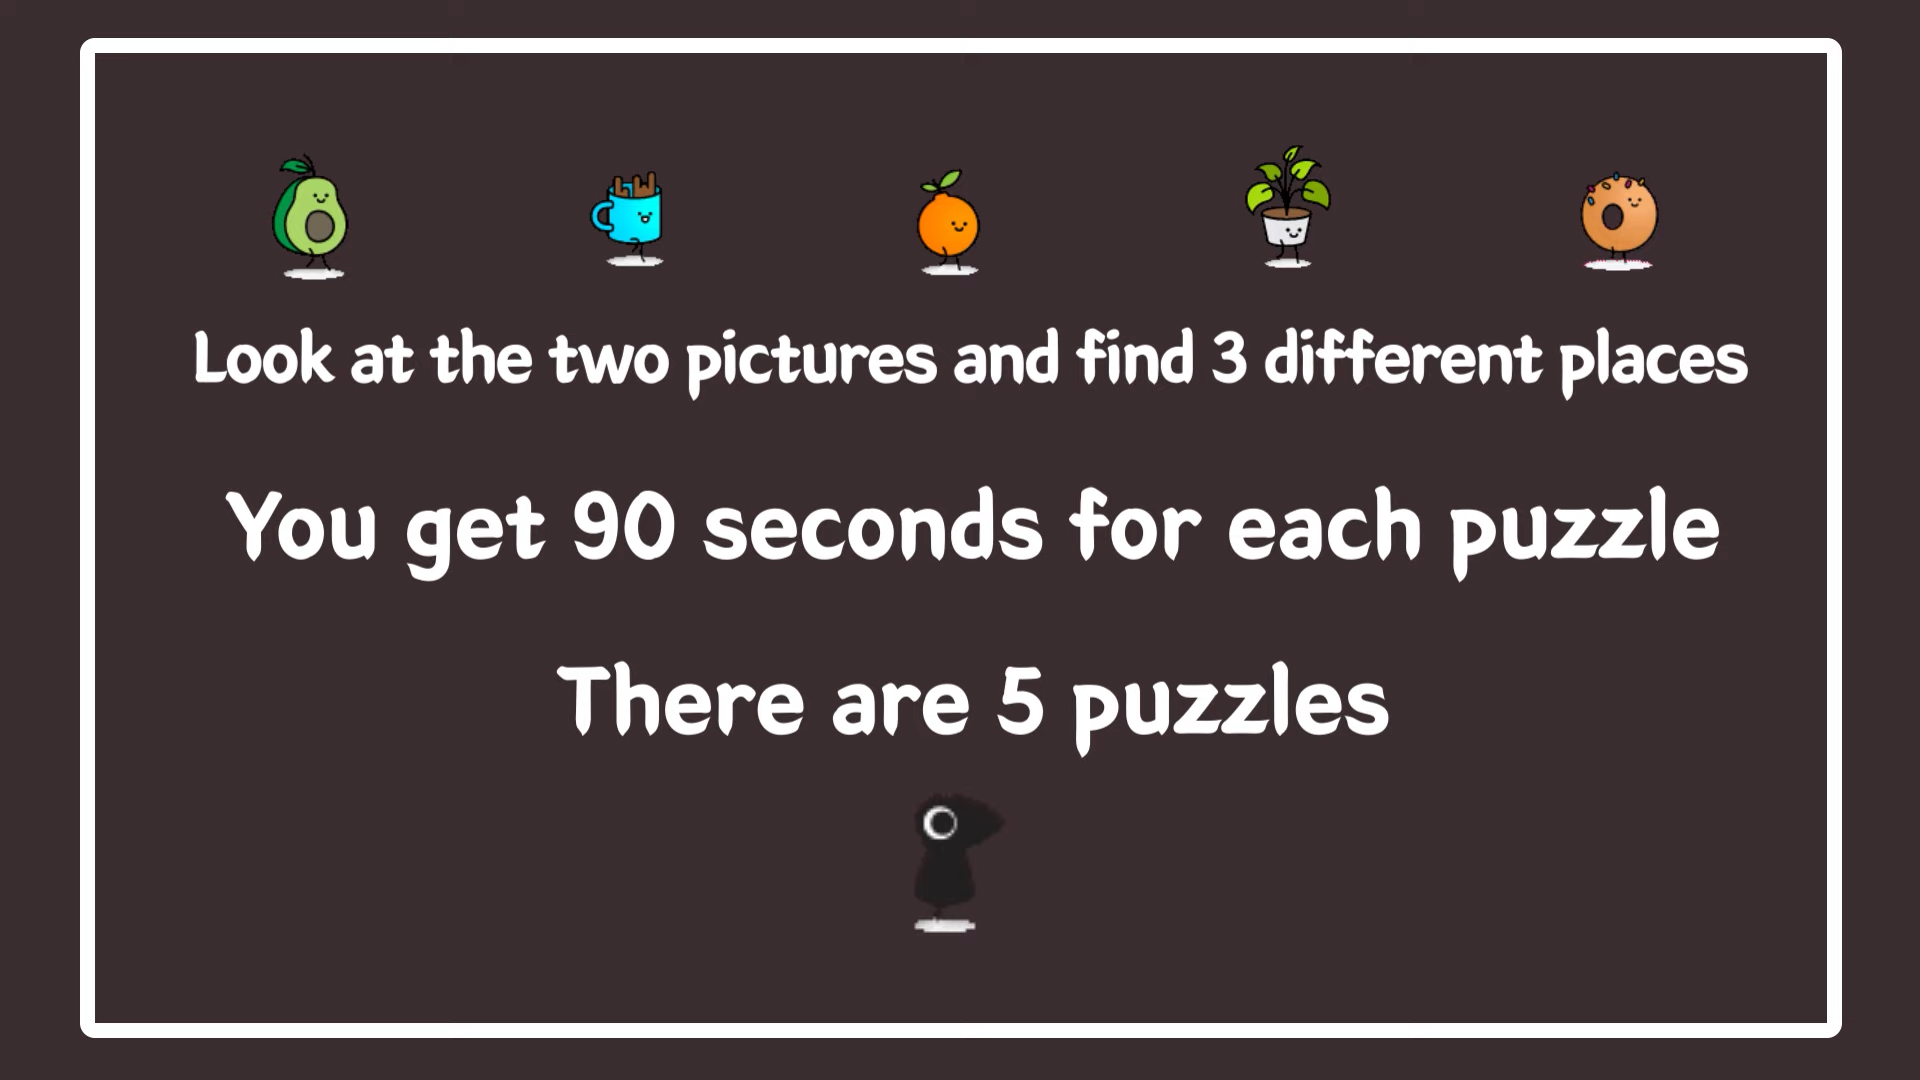 Look at the two pictures and find 3 different places
You get 90 seconds for each puzzle
There are 5 puzzles